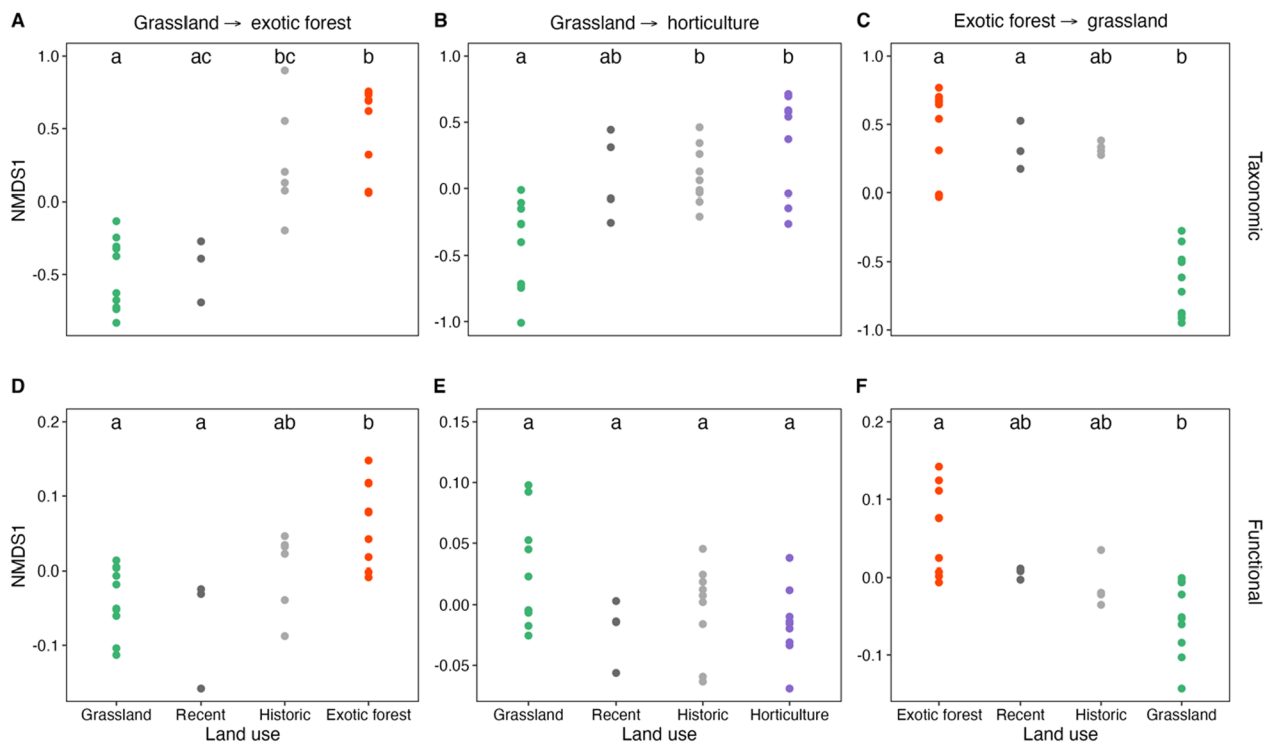 A Grassland → exotic forest
B Grassland → horticulture
C Exotic forest → grassland
a ac bc b
a ab b b
a a ab b
1.0
0.5
0.0
-0.5
NMDS1
1.0
0.5
0.0
-0.5
-1.0
1.0
0.5
0.0
-0.5
-1.0
Taxonomic
D
E
F
a a ab b
a a a a
a ab ab b
0.2
0.1
0.0
-0.1
NMDS1
0.15
0.10
0.05
0.00
-0.05
0.2
0.1
0.0
-0.1
Functional
Grassland Recent Historic Exotic forest
Land use
Grassland Recent Historic Horticulture
Land use
Exotic forest Recent Historic Grassland
Land use